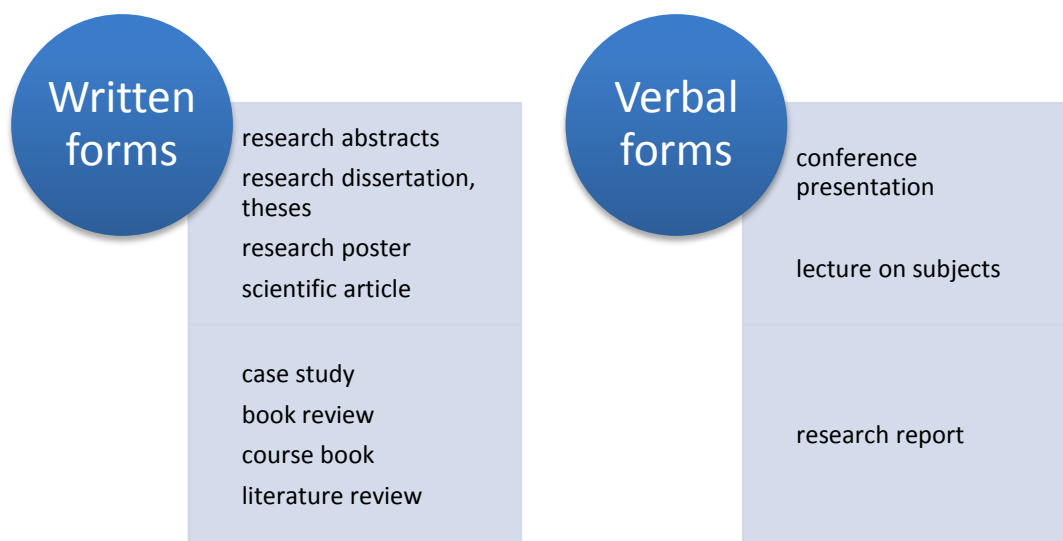 Written
forms
research abstracts
research dissertation,
theses
research poster
scientific article
case study
book review
course book
literature review
Verbal
forms
conference
presentation
lecture on subjects
research report